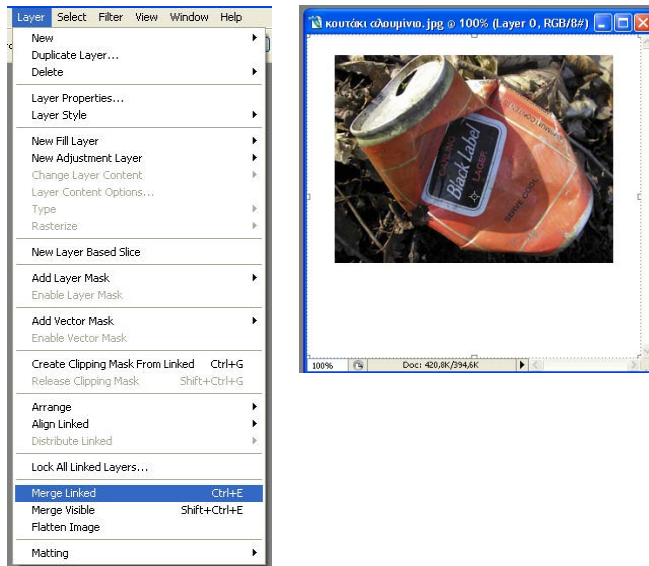 Layer Select Filter View Window Help
New
Duplicate Layer...
Delete
Layer Properties...
Layer Style
New Fill Layer
New Adjustment Layer
Change Layer Content
Layer Content Options...
Type
Rasterize
New Layer Based Slice
Add Layer Mask
Enable Layer Mask
Add Vector Mask
Enable Vector Mask
Create Clipping Mask From Linked Ctrl+G
Release Clipping Mask Shift+Ctrl+G
Arrange
Align Linked
Distribute Linked
Lock All Linked Layers...
Merge Linked Ctrl+E
Merge Visible Shift+Ctrl+E
Flatten Image
Matting
κουτάκι αλουμίνιο.jpg @ 100% (Layer 0, RGB/8#)
CARLING
Black Label
LAGER
SERVE COOL
100% Doc: 420,8K/394,6K